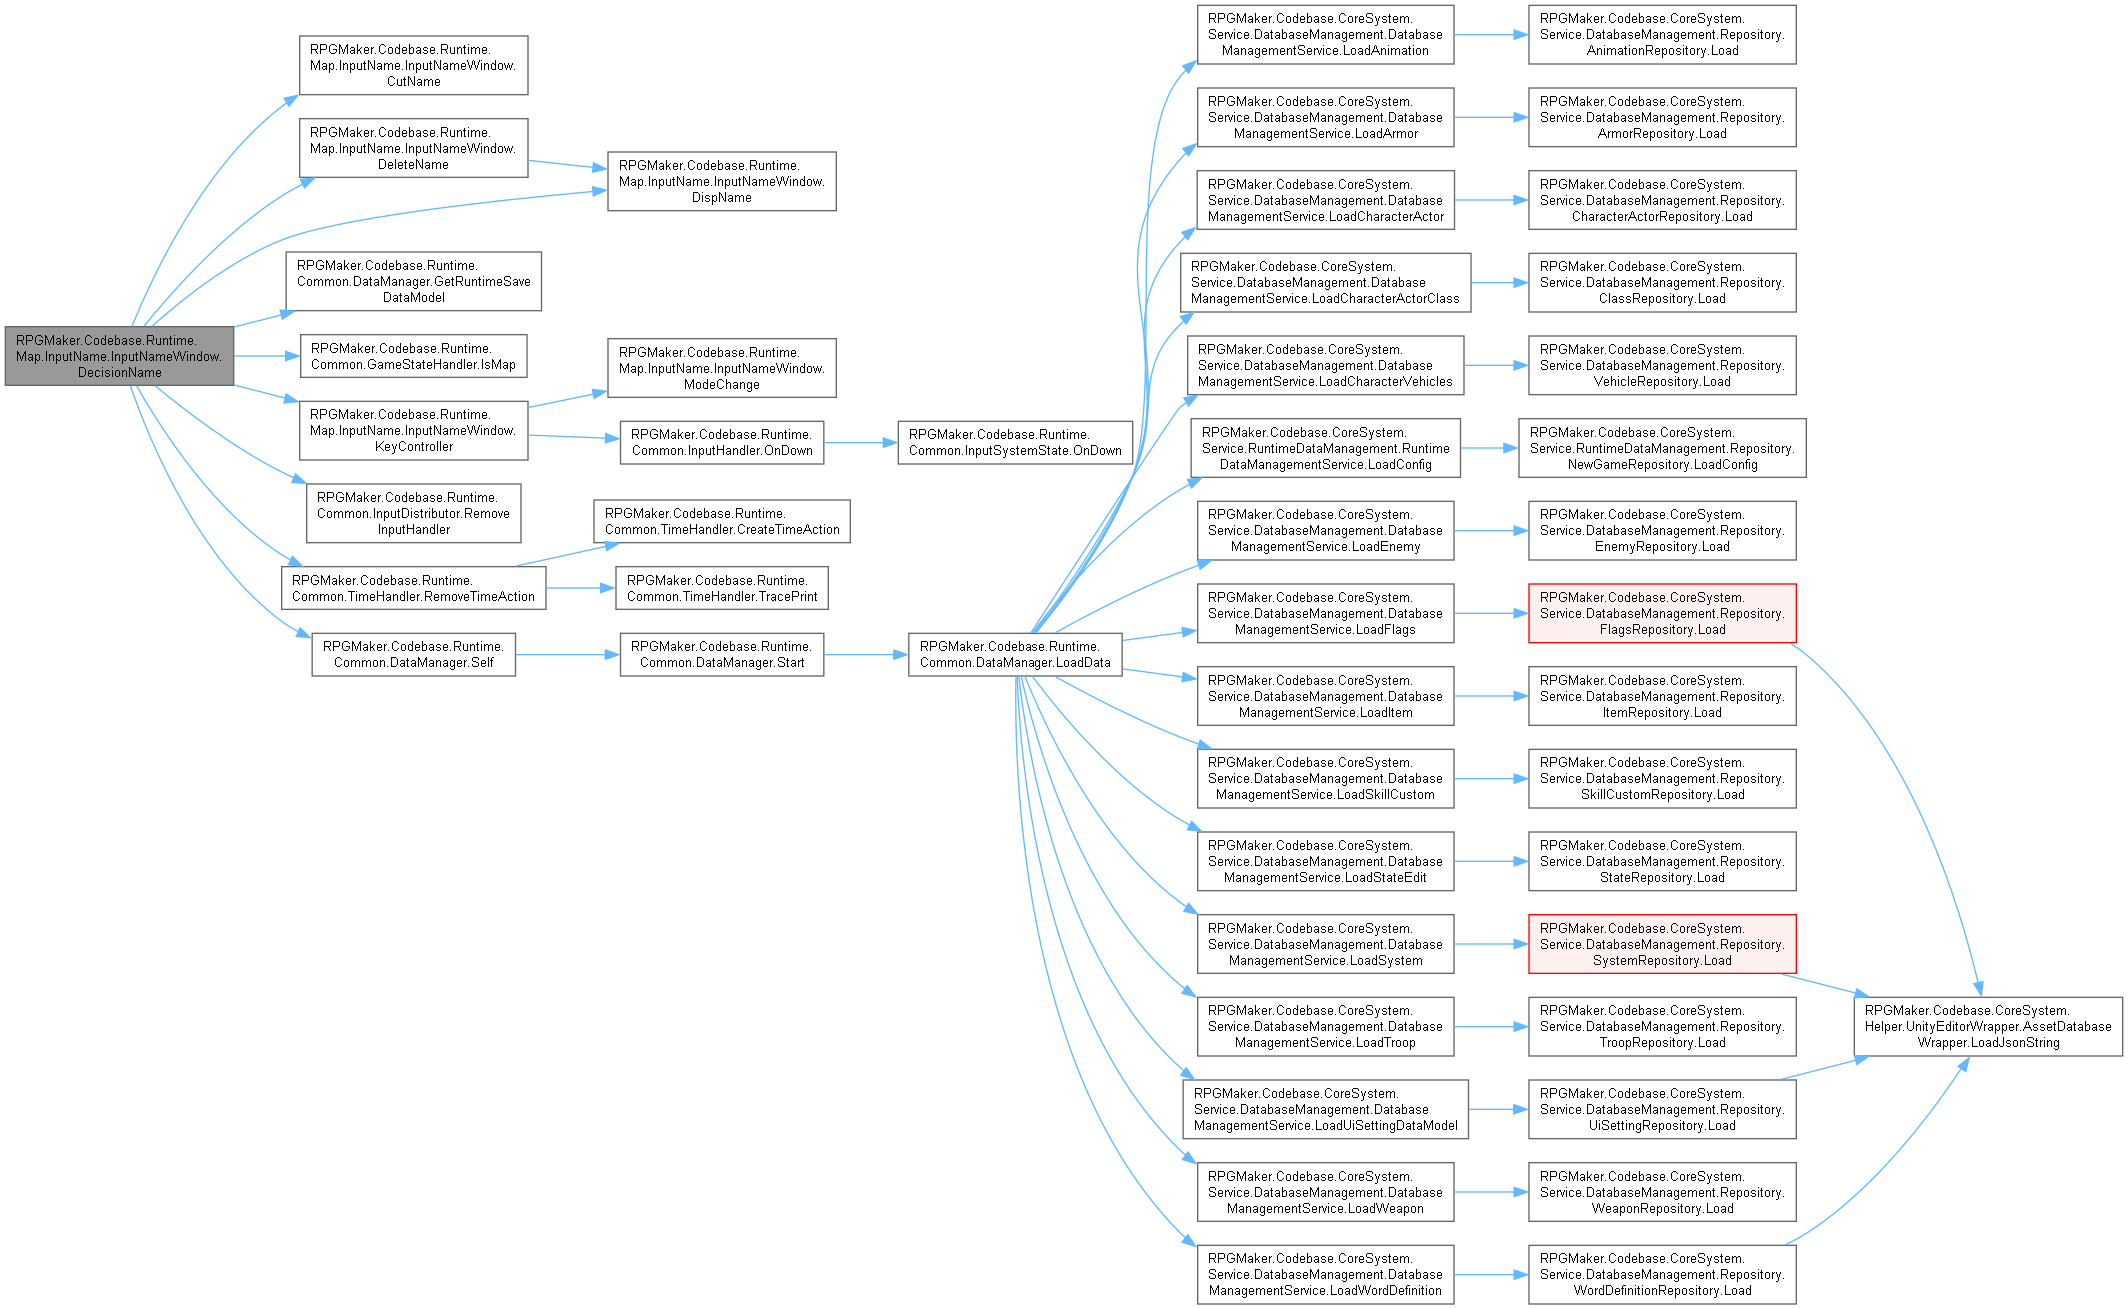 RPGMaker.Codebase.Runtime.
Map.InputName.InputNameWindow.
DecisionName
RPGMaker.Codebase.Runtime.
Map.InputName.InputNameWindow.
CutName
RPGMaker.Codebase.Runtime.
Map.InputName.InputNameWindow.
DeleteName
RPGMaker.Codebase.Runtime.
Common.DataManager.GetRuntimeSave
DataModel
RPGMaker.Codebase.Runtime.
Common.GameStateHandler.IsMap
RPGMaker.Codebase.Runtime.
Map.InputName.InputNameWindow.
KeyController
RPGMaker.Codebase.Runtime.
Common.InputDistributor.Remove
InputHandler
RPGMaker.Codebase.Runtime.
Common.TimeHandler.RemoveTimeAction
RPGMaker.Codebase.Runtime.
Common.DataManager.Self
RPGMaker.Codebase.Runtime.
Map.InputName.InputNameWindow.
DispName
RPGMaker.Codebase.Runtime.
Map.InputName.InputNameWindow.
ModeChange
RPGMaker.Codebase.Runtime.
Common.InputHandler.OnDown
RPGMaker.Codebase.Runtime.
Common.TimeHandler.CreateTimeAction
RPGMaker.Codebase.Runtime.
Common.TimeHandler.TracePrint
RPGMaker.Codebase.Runtime.
Common.DataManager.Start
RPGMaker.Codebase.Runtime.
Common.InputSystemState.OnDown
RPGMaker.Codebase.Runtime.
Common.DataManager.LoadData
RPGMaker.Codebase.CoreSystem.
Service.DatabaseManagement.Database
ManagementService.LoadAnimation
RPGMaker.Codebase.CoreSystem.
Service.DatabaseManagement.Database
ManagementService.LoadArmor
RPGMaker.Codebase.CoreSystem.
Service.DatabaseManagement.Database
ManagementService.LoadCharacterActor
RPGMaker.Codebase.CoreSystem.
Service.DatabaseManagement.Database
ManagementService.LoadCharacterActorClass
RPGMaker.Codebase.CoreSystem.
Service.DatabaseManagement.Database
ManagementService.LoadCharacterVehicles
RPGMaker.Codebase.CoreSystem.
Service.RuntimeDataManagement.Runtime
DataManagementService.LoadConfig
RPGMaker.Codebase.CoreSystem.
Service.DatabaseManagement.Database
ManagementService.LoadEnemy
RPGMaker.Codebase.CoreSystem.
Service.DatabaseManagement.Database
ManagementService.LoadFlags
RPGMaker.Codebase.CoreSystem.
Service.DatabaseManagement.Database
ManagementService.LoadItem
RPGMaker.Codebase.CoreSystem.
Service.DatabaseManagement.Database
ManagementService.LoadSkillCustom
RPGMaker.Codebase.CoreSystem.
Service.DatabaseManagement.Database
ManagementService.LoadStateEdit
RPGMaker.Codebase.CoreSystem.
Service.DatabaseManagement.Database
ManagementService.LoadSystem
RPGMaker.Codebase.CoreSystem.
Service.DatabaseManagement.Database
ManagementService.LoadTroop
RPGMaker.Codebase.CoreSystem.
Service.DatabaseManagement.Database
ManagementService.LoadUiSettingDataModel
RPGMaker.Codebase.CoreSystem.
Service.DatabaseManagement.Database
ManagementService.LoadWeapon
RPGMaker.Codebase.CoreSystem.
Service.DatabaseManagement.Database
ManagementService.LoadWordDefinition
RPGMaker.Codebase.CoreSystem.
Service.DatabaseManagement.Repository.
AnimationRepository.Load
RPGMaker.Codebase.CoreSystem.
Service.DatabaseManagement.Repository.
ArmorRepository.Load
RPGMaker.Codebase.CoreSystem.
Service.DatabaseManagement.Repository.
CharacterActorRepository.Load
RPGMaker.Codebase.CoreSystem.
Service.DatabaseManagement.Repository.
ClassRepository.Load
RPGMaker.Codebase.CoreSystem.
Service.DatabaseManagement.Repository.
VehicleRepository.Load
RPGMaker.Codebase.CoreSystem.
Service.RuntimeDataManagement.Repository.
NewGameRepository.LoadConfig
RPGMaker.Codebase.CoreSystem.
Service.DatabaseManagement.Repository.
EnemyRepository.Load
RPGMaker.Codebase.CoreSystem.
Service.DatabaseManagement.Repository.
FlagsRepository.Load
RPGMaker.Codebase.CoreSystem.
Service.DatabaseManagement.Repository.
ItemRepository.Load
RPGMaker.Codebase.CoreSystem.
Service.DatabaseManagement.Repository.
SkillCustomRepository.Load
RPGMaker.Codebase.CoreSystem.
Service.DatabaseManagement.Repository.
StateRepository.Load
RPGMaker.Codebase.CoreSystem.
Service.DatabaseManagement.Repository.
SystemRepository.Load
RPGMaker.Codebase.CoreSystem.
Service.DatabaseManagement.Repository.
TroopRepository.Load
RPGMaker.Codebase.CoreSystem.
Service.DatabaseManagement.Repository.
UiSettingRepository.Load
RPGMaker.Codebase.CoreSystem.
Service.DatabaseManagement.Repository.
WeaponRepository.Load
RPGMaker.Codebase.CoreSystem.
Service.DatabaseManagement.Repository.
WordDefinitionRepository.Load
RPGMaker.Codebase.CoreSystem.
Helper.UnityEditorWrapper.AssetDatabase
Wrapper.LoadJsonString